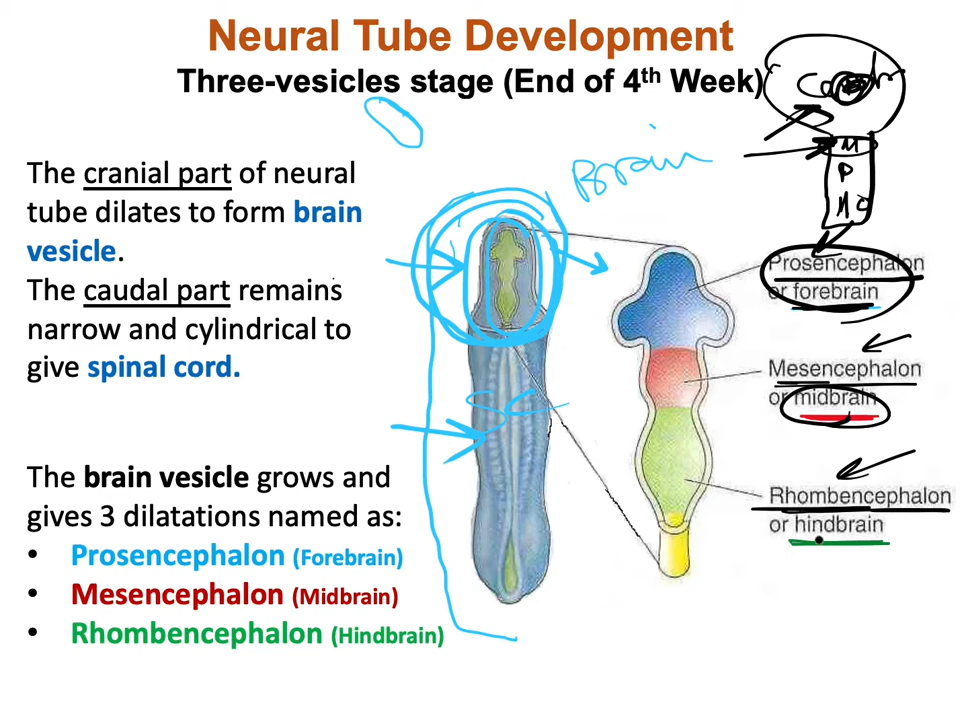 Neural Tube Development
Three-vesicles stage (End of 4th Week)
The cranial part of neural
tube dilates to form brain
vesicle.
The caudal part remains
narrow and cylindrical to
give spinal cord.
The brain vesicle grows and
gives 3 dilatations named as:
• Prosencephalon (Forebrain)
• Mesencephalon (Midbrain)
• Rhombencephalon (Hindbrain)
Brain
SC
M
P
Prosencephalon
or forebrain
Mesencephalon
or midbrain
Rhombencephalon
or hindbrain